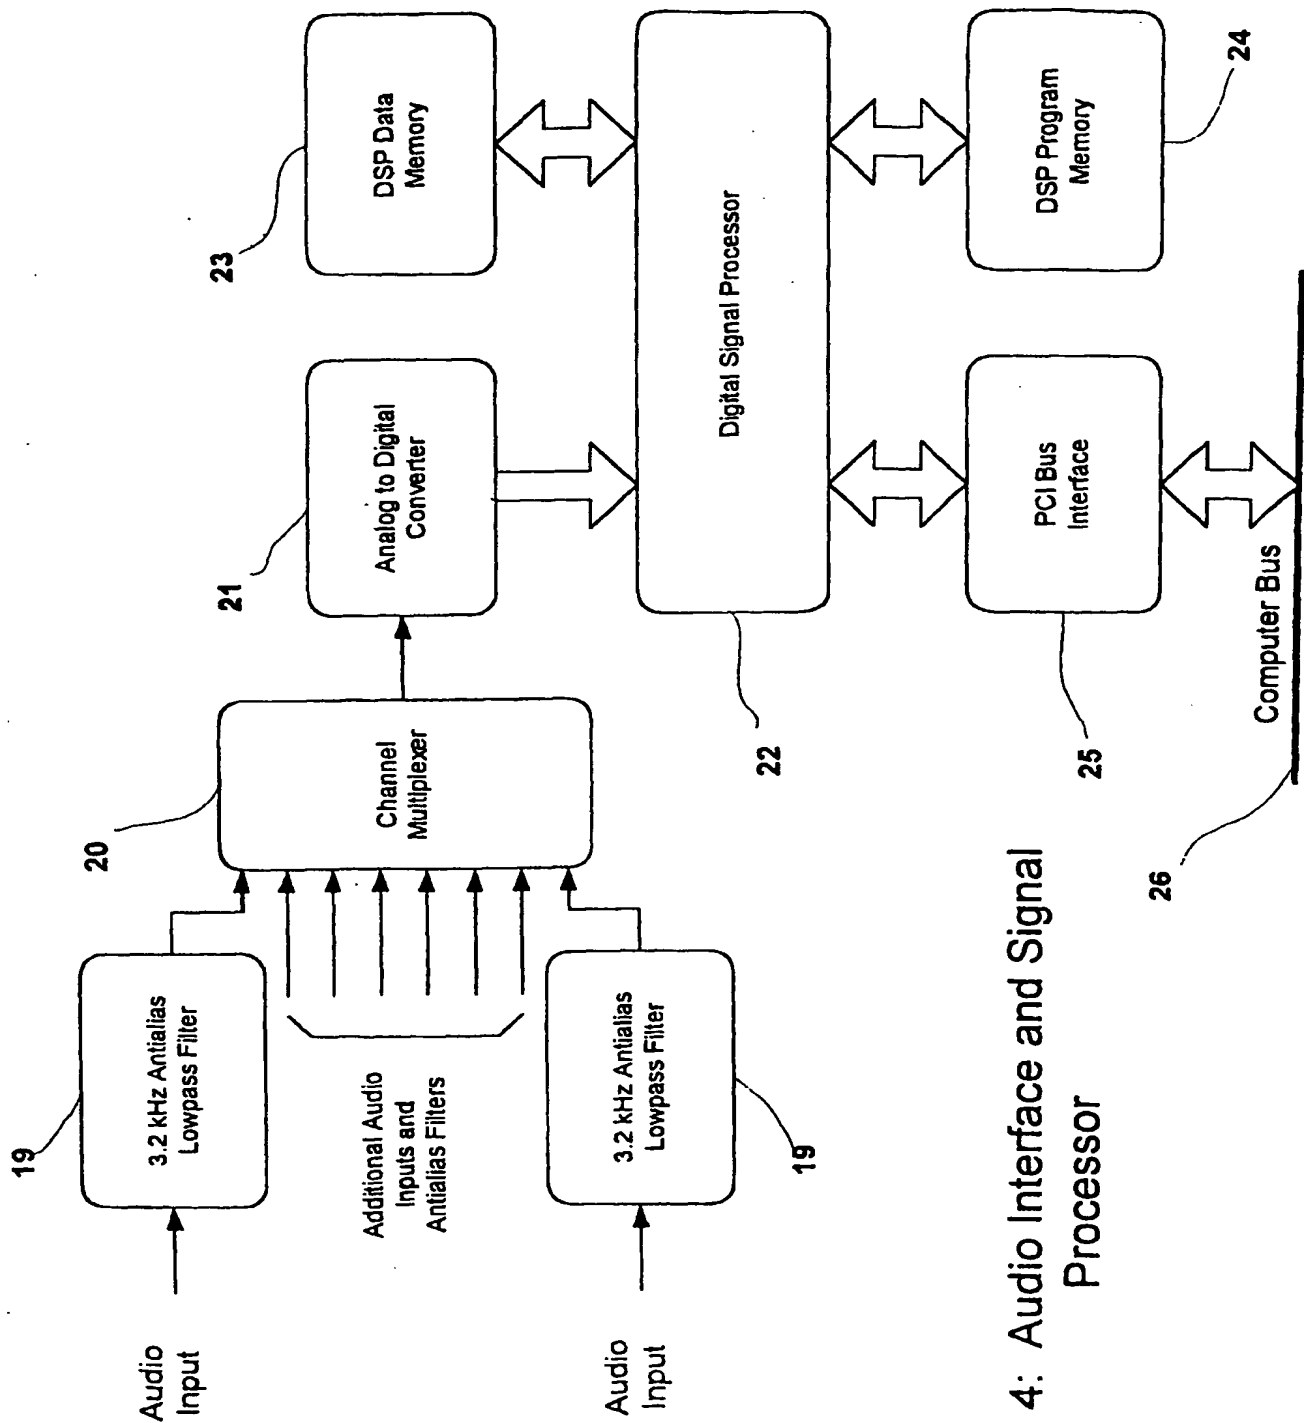 Audio
Input
19
3.2 kHz Antialias
Lowpass Filter
Additional Audio
Inputs and
Antialias Filters
Audio
Input
3.2 kHz Antialias
Lowpass Filter
19
20
Channel
Multiplexer
21
Analog to Digital
Converter
23
DSP Data
Memory
Digital Signal Processor
22
PCI Bus
Interface
25
DSP Program
Memory
24
Computer Bus
26
4: Audio Interface and Signal
Processor